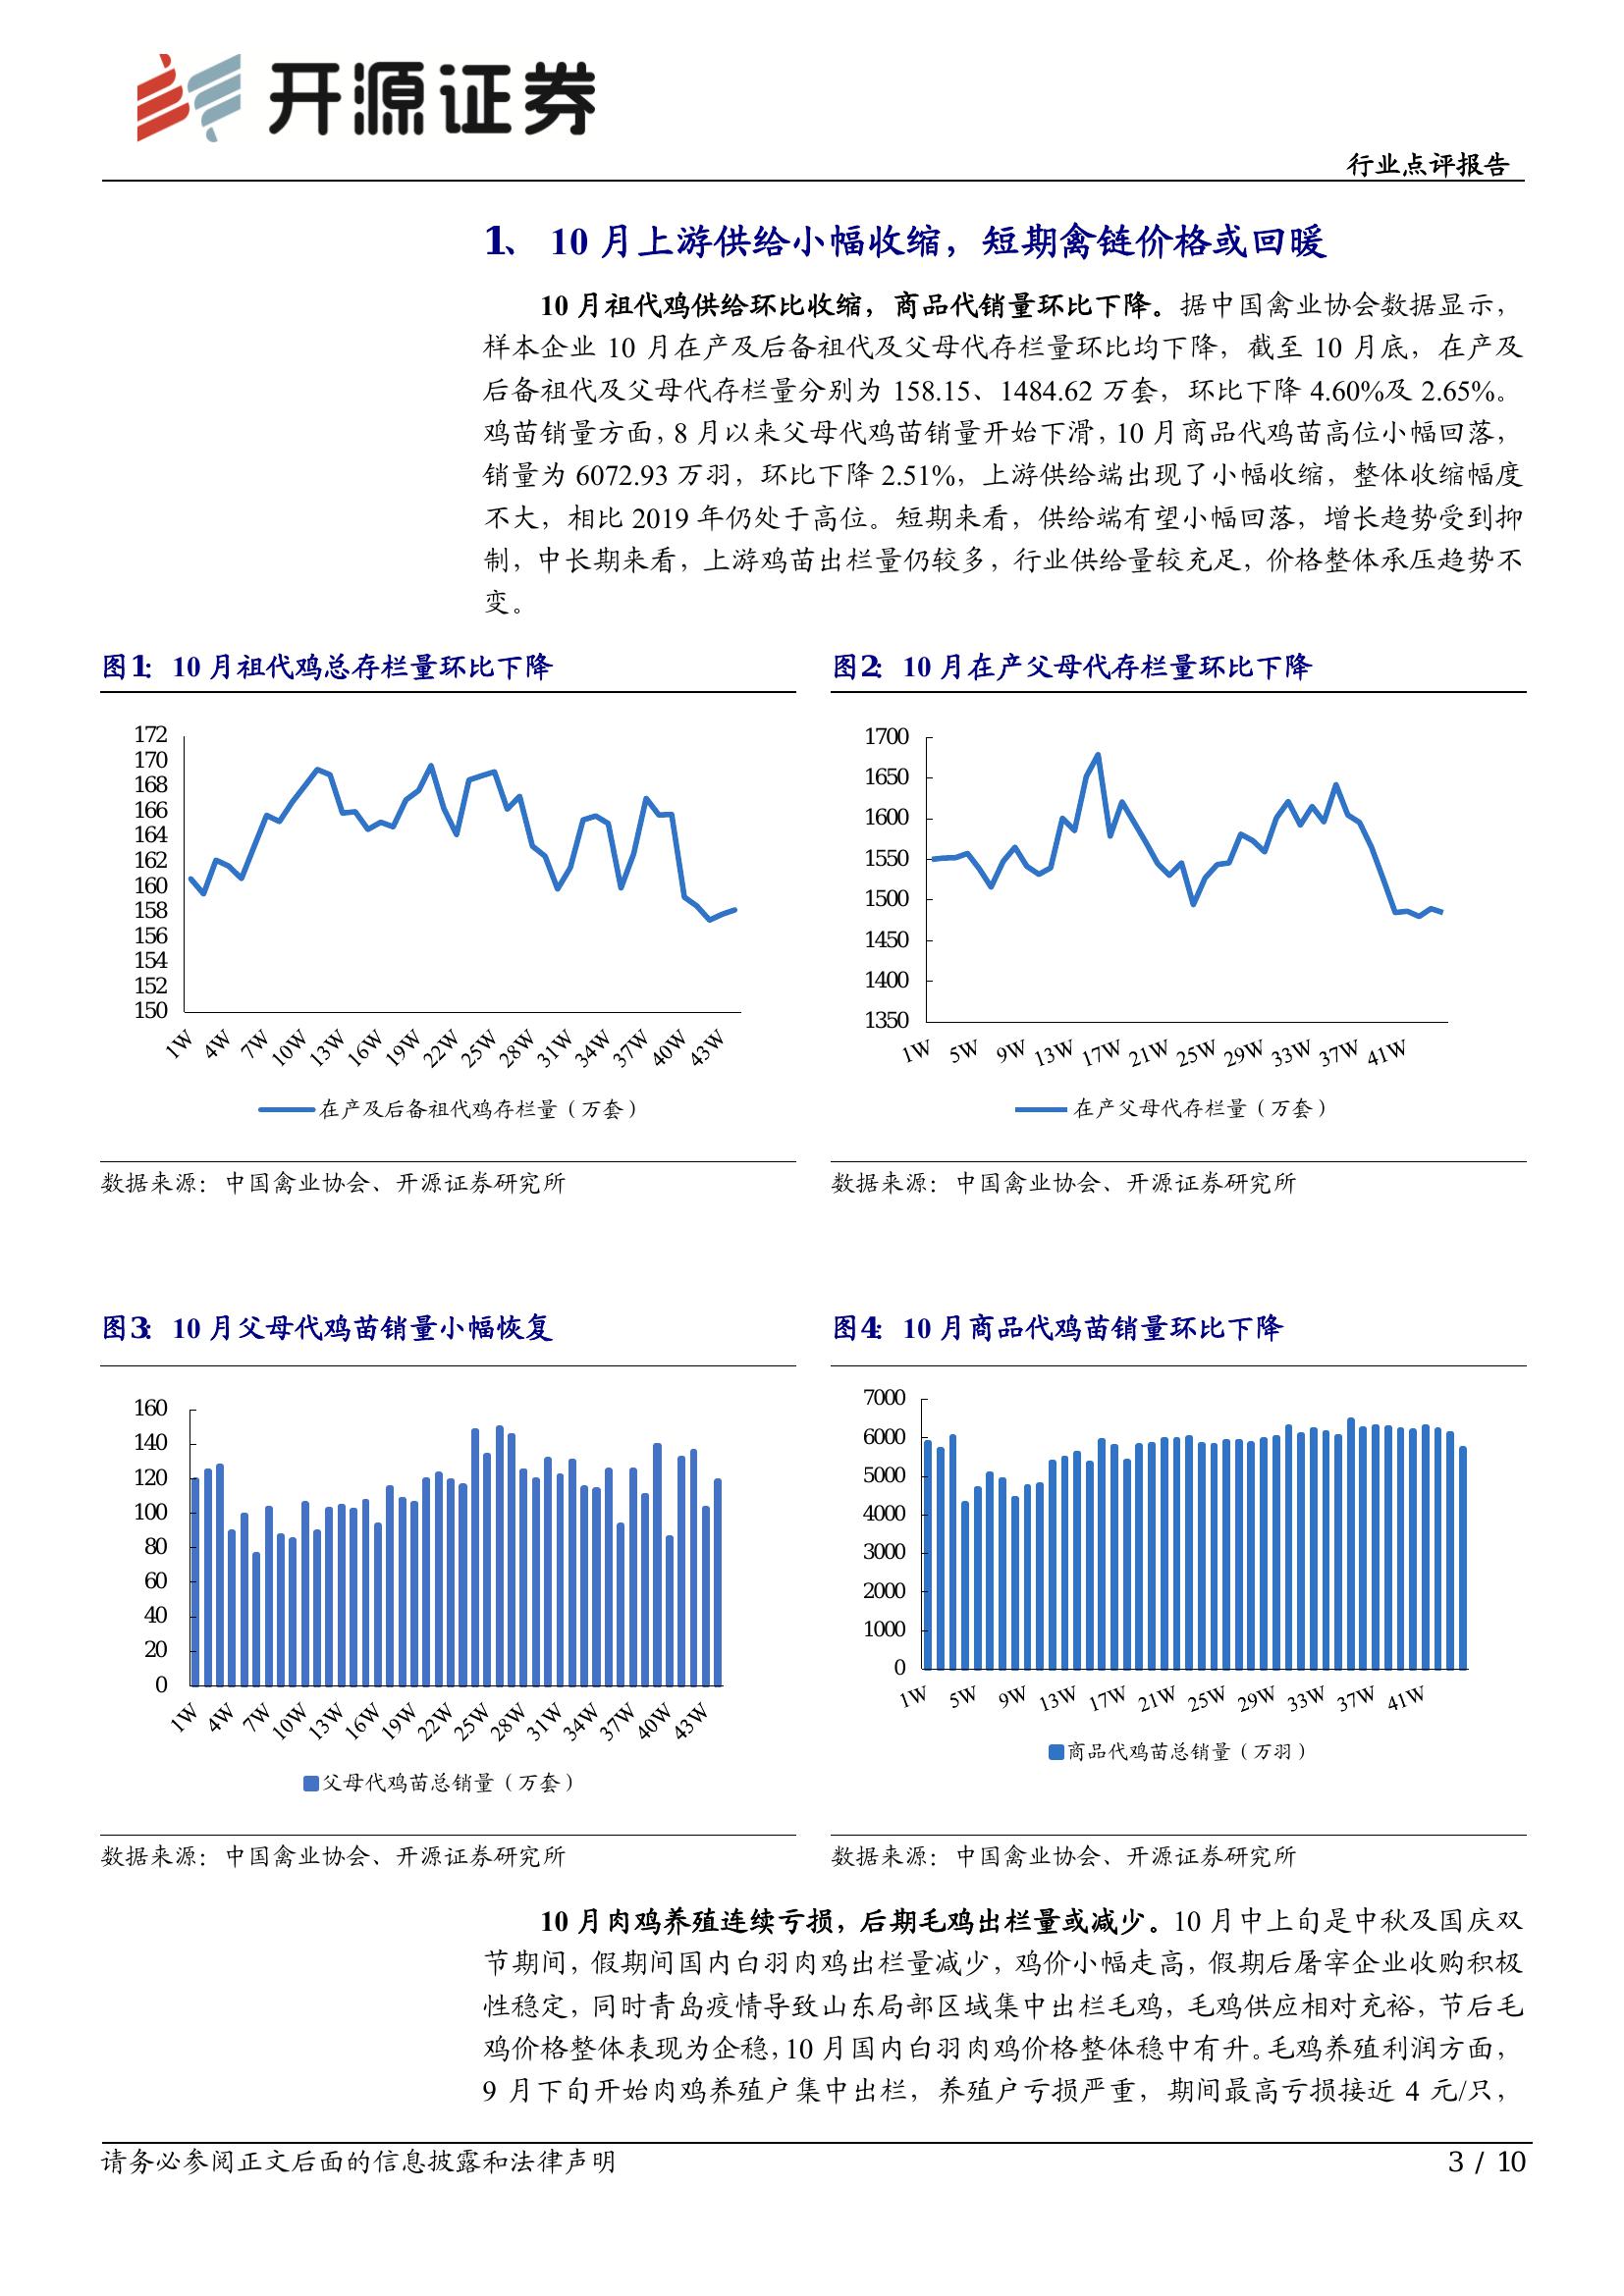 开源证券
行业点评报告
1、 10 月上游供给小幅收缩，短期禽链价格或回暖
10 月祖代鸡供给环比收缩，商品代销量环比下降。据中国禽业协会数据显示，
样本企业 10 月在产及后备祖代及父母代存栏量环比均下降，截至 10 月底，在产及
后备祖代及父母代存栏量分别为 158.15、1484.62 万套，环比下降 4.60%及 2.65%。
鸡苗销量方面，8 月以来父母代鸡苗销量开始下滑，10 月商品代鸡苗高位小幅回落，
销量为 6072.93 万羽，环比下降 2.51%，上游供给端出现了小幅收缩，整体收缩幅度
不大，相比 2019 年仍处于高位。短期来看，供给端有望小幅回落，增长趋势受到抑
制，中长期来看，上游鸡苗出栏量仍较多，行业供给量较充足，价格整体承压趋势不
变。
图1：10 月祖代鸡总存栏量环比下降
172
170
168
166
164
162
160
158
156
154
152
150
1W 4W 7W 10W 13W 16W 19W 22W 25W 28W 31W 34W 37W 40W 43W
在产及后备祖代鸡存栏量（万套）
数据来源：中国禽业协会、开源证券研究所
图2：10 月在产父母代存栏量环比下降
1700
1650
1600
1550
1500
1450
1400
1350
1W 5W 9W 13W 17W 21W 25W 29W 33W 37W 41W
在产父母代存栏量（万套）
数据来源：中国禽业协会、开源证券研究所
图3：10 月父母代鸡苗销量小幅恢复
160
140
120
100
80
60
40
20
0
1W 4W 7W 10W 13W 16W 19W 22W 25W 28W 31W 34W 37W 40W 43W
父母代鸡苗总销量（万套）
数据来源：中国禽业协会、开源证券研究所
图4：10 月商品代鸡苗销量环比下降
7000
6000
5000
4000
3000
2000
1000
0
1W 5W 9W 13W 17W 21W 25W 29W 33W 37W 41W
商品代鸡苗总销量（万羽）
数据来源：中国禽业协会、开源证券研究所
10 月肉鸡养殖连续亏损，后期毛鸡出栏量或减少。10 月中上旬是中秋及国庆双
节期间，假期间国内白羽肉鸡出栏量减少，鸡价小幅走高，假期后屠宰企业收购积极
性稳定，同时青岛疫情导致山东局部区域集中出栏毛鸡，毛鸡供应相对充裕，节后毛
鸡价格整体表现为企稳，10 月国内白羽肉鸡价格整体稳中有升。毛鸡养殖利润方面，
9 月下旬开始肉鸡养殖户集中出栏，养殖户亏损严重，期间最高亏损接近 4 元/只，
请务必参阅正文后面的信息披露和法律声明
3 / 10